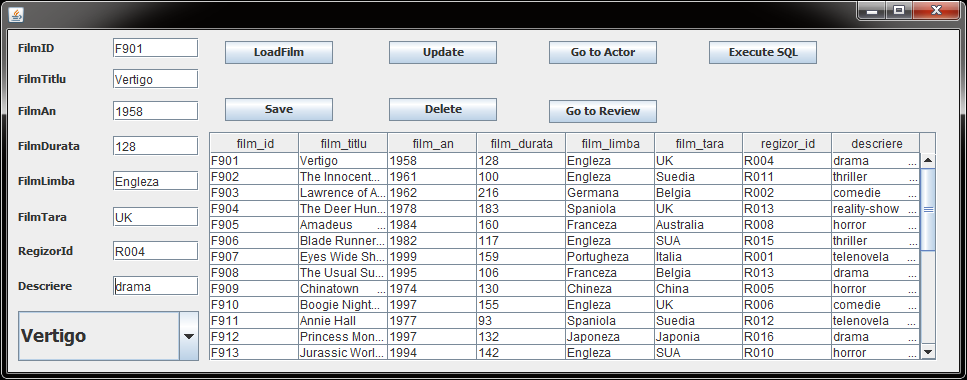 FilmID F901 LoadFilm Update Go to Actor Execute SQL
FilmTitlu Vertigo
FilmAn 1958 Save Delete Go to Review
FilmDurata 128
FilmLimba Engleza
FilmTara UK
RegizorId R004
Descriere drama
Vertigo
film_id film_titlu film_an film_durata film_limba film_tara regizor_id descriere
F901 Vertigo 1958 128 Engleza UK R004 drama ...
F902 The Innocent... 1961 100 Engleza Suedia R011 thriller ...
F903 Lawrence of A... 1962 216 Germana Belgia R002 comedie ...
F904 The Deer Hun... 1978 183 Spaniola UK R013 reality-show ...
F905 Amadeus ... 1984 160 Franceza Australia R008 horror ...
F906 Blade Runner... 1982 117 Engleza SUA R015 thriller ...
F907 Eyes Wide Sh... 1999 159 Portugheza Italia R001 telenovela ...
F908 The Usual Su... 1995 106 Franceza Belgia R013 drama ...
F909 Chinatown ... 1974 130 Chineza China R005 horror ...
F910 Boogie Night... 1997 155 Engleza UK R006 comedie ...
F911 Annie Hall 1977 93 Spaniola Suedia R012 telenovela ...
F912 Princess Mon... 1997 132 Japoneza Japonia R016 drama ...
F913 Jurassic Worl... 1994 142 Engleza SUA R010 horror ...